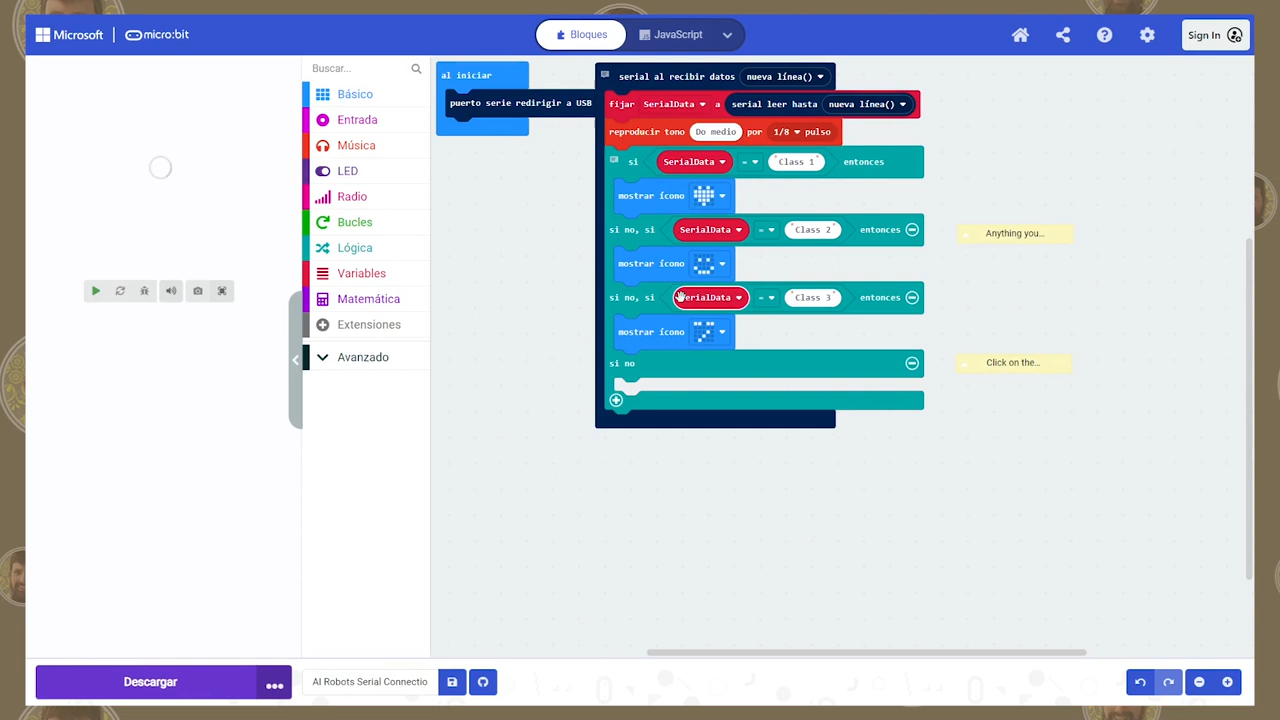 Microsoft micro:bit Bloques JavaScript Sign In
Buscar...
Básico
Entrada
Música
LED
Radio
Bucles
Lógica
Variables
Matemática
Extensiones
Avanzado
al iniciar
puerto serie redirigir a USB
serial al recibir datos nueva línea()
fijar SerialData a serial leer hasta nueva línea()
reproducir tono Do medio por 1/8 pulso
si SerialData = "Class 1" entonces
mostrar ícono
si no, si SerialData = "Class 2" entonces
mostrar ícono
si no, si SerialData = "Class 3" entonces
mostrar ícono
si no
Anything you...
Click on the...
Descargar ... AI Robots Serial Connectio